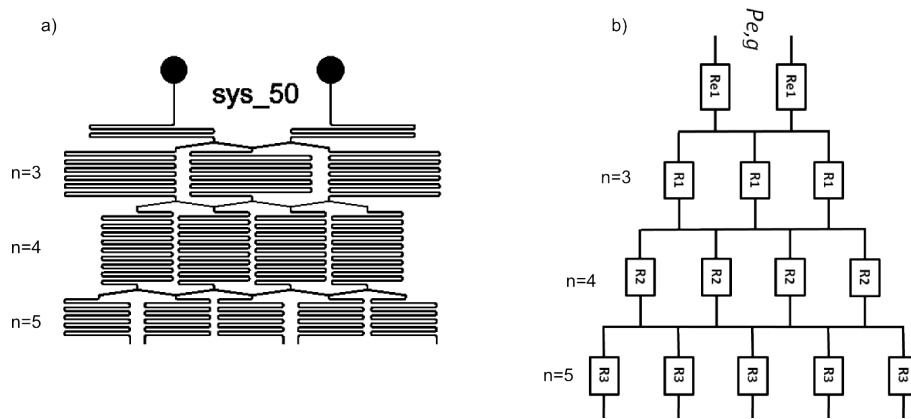 a)
sys_50
n=3
n=4
n=5
b)
Pe,g
Re1 Re1
n=3
R1 R1 R1
n=4
R2 R2 R2 R2
n=5
R3 R3 R3 R3 R3